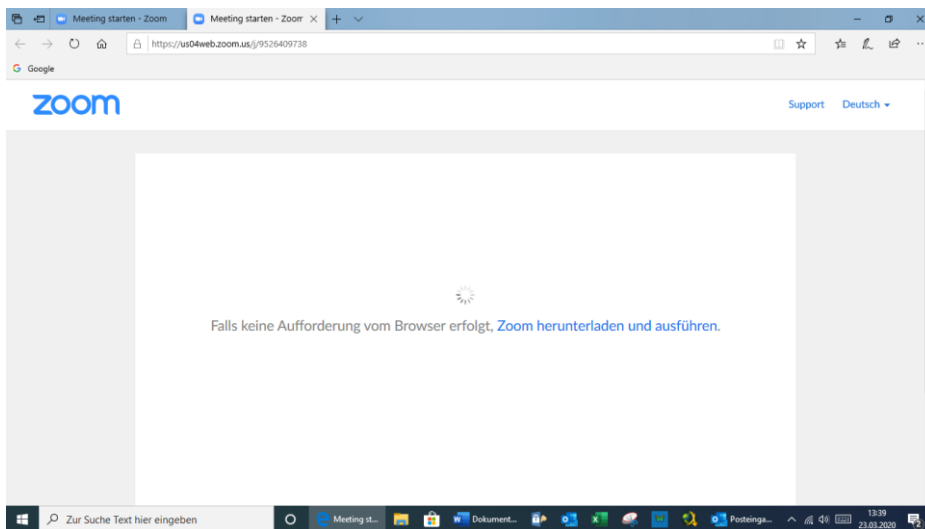 Meeting starten - Zoom
Meeting starten - Zoom
https://us04web.zoom.us/j/9526409738
Google
zoom
Support
Deutsch
Falls keine Aufforderung vom Browser erfolgt, Zoom herunterladen und ausführen.
Zur Suche Text hier eingeben
Meeting st...
Dokument...
Posteinga...
13:39
23.03.2020